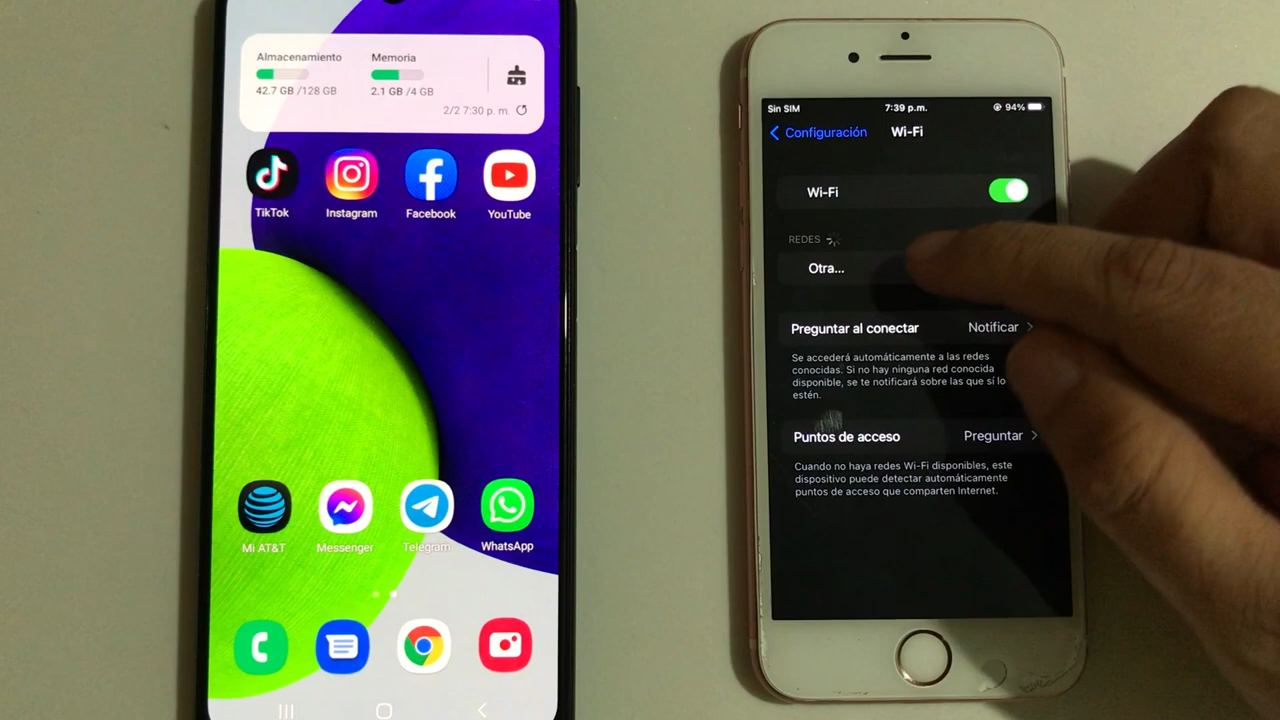 Almacenamiento
Memoria
42.7 GB /128 GB
2.1 GB /4 GB
2/2 7:30 p. m.
TikTok
Instagram
Facebook
YouTube
Mi AT&T
Messenger
Telegram
WhatsApp
Sin SIM
7:39 p.m.
94%
Configuración
Wi-Fi
Wi-Fi
REDES
Otra...
Preguntar al conectar
Notificar
Se accederá automáticamente a las redes
conocidas. Si no hay ninguna red conocida
disponible, se te notificará sobre las que sí lo
estén.
Puntos de acceso
Preguntar
Cuando no haya redes Wi-Fi disponibles, este
dispositivo puede detectar automáticamente
puntos de acceso que comparten Internet.